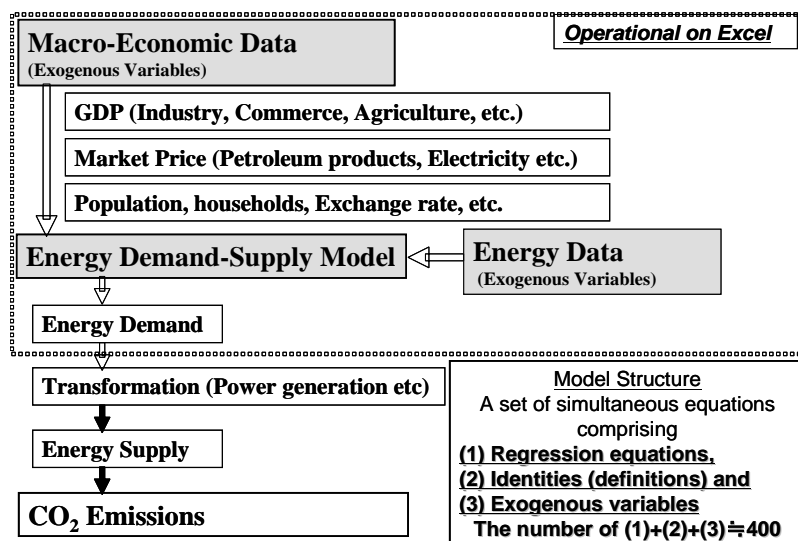 Macro-Economic Data
(Exogenous Variables)
Operational on Excel
GDP (Industry, Commerce, Agriculture, etc.)
Market Price (Petroleum products, Electricity etc.)
Population, households, Exchange rate, etc.
Energy Demand-Supply Model
Energy Data
(Exogenous Variables)
Energy Demand
Transformation (Power generation etc)
Energy Supply
CO₂ Emissions
Model Structure
A set of simultaneous equations
comprising
(1) Regression equations,
(2) Identities (definitions) and
(3) Exogenous variables
The number of (1)+(2)+(3)≒400